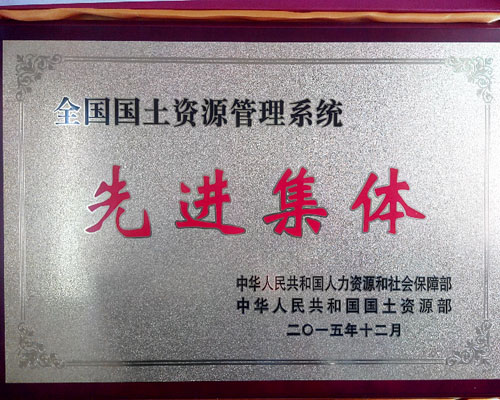 全国国土资源管理系统
先进集体
中华人民共和国人力资源和社会保障部
中华人民共和国国土资源部
二〇一五年十二月